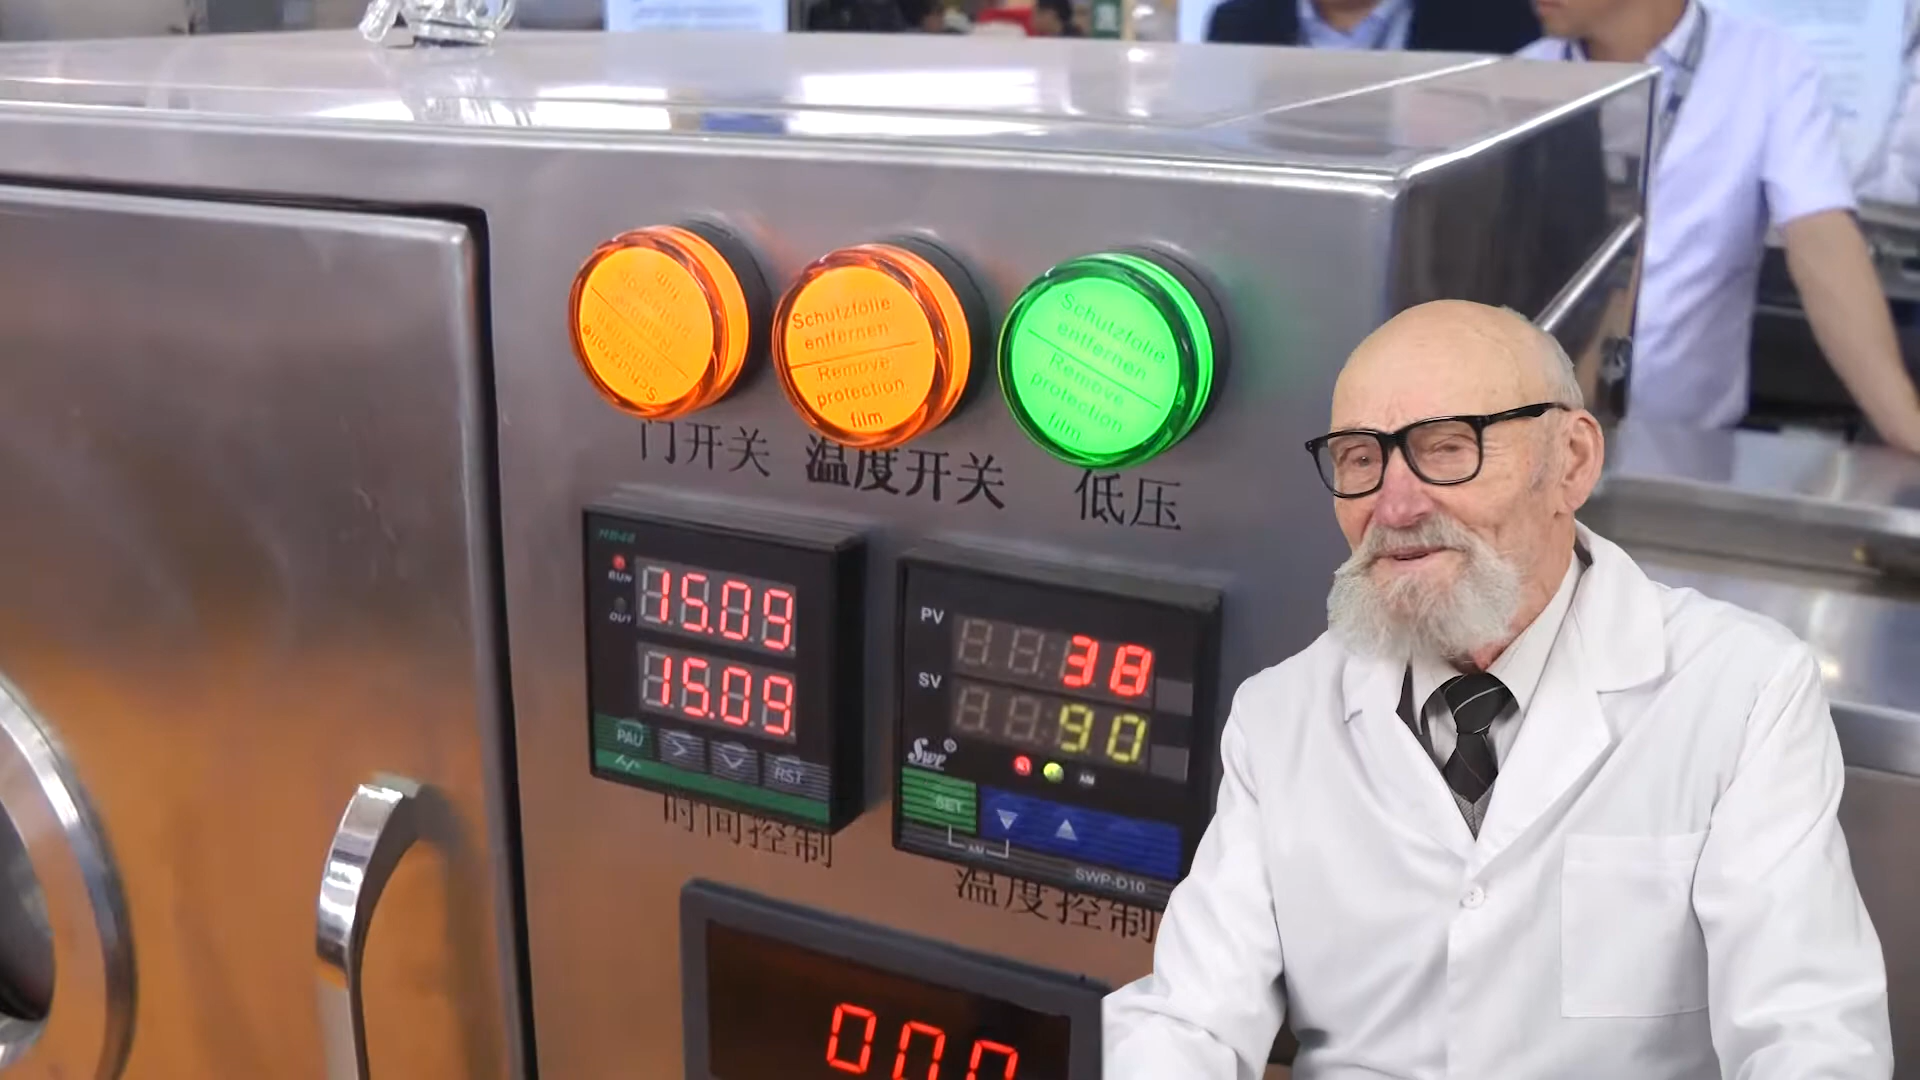 Schutzfolie
entfernen
Remove
protection
film
Schutzfolie
entfernen
Remove
protection
film
Schutzfolie
entfernen
Remove
protection
film
门开关
温度开关
低压
HB48
RUN
OUT
15.09
15.09
PAU
RST
时间控制
PV
38
SV
90
Swp®
A/M
SET
A/M
SWP-D10
温度控制
000